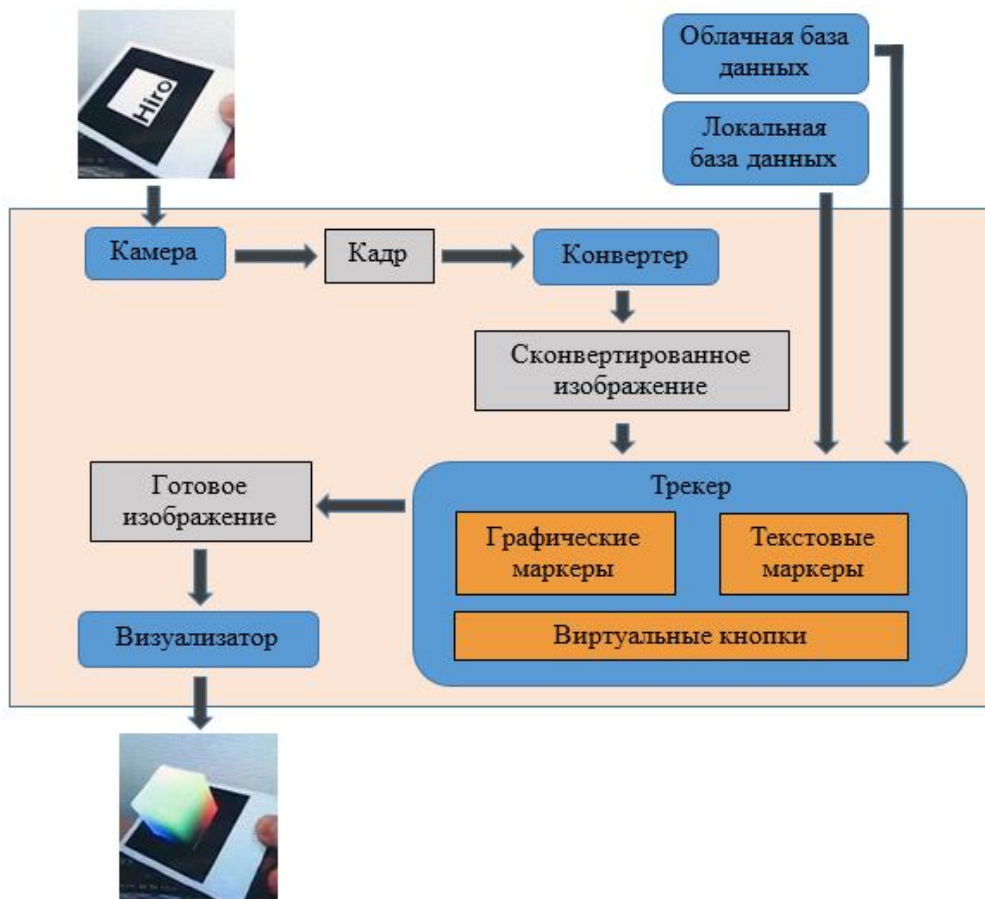 Hiro
Облачная база
данных
Локальная
база данных
Камера
Кадр
Конвертер
Сконвертированное
изображение
Готовое
изображение
Трекер
Графические
маркеры
Текстовые
маркеры
Виртуальные кнопки
Визуализатор